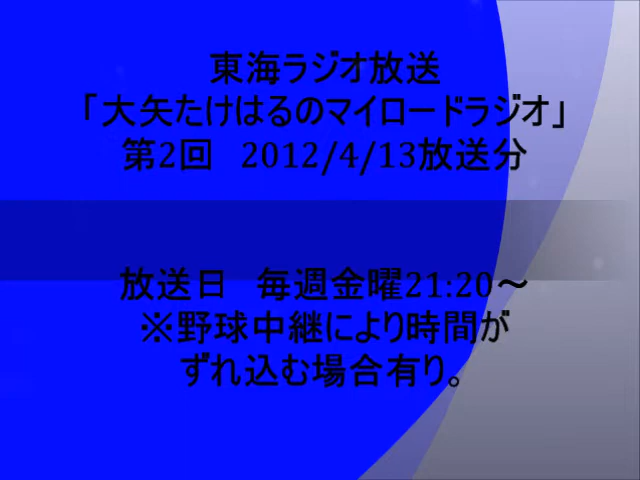 東海ラジオ放送
「大矢たけはるのマイロードラジオ」
第2回　2012/4/13放送分
放送日　毎週金曜21:20～
※野球中継により時間が
ずれ込む場合有り。